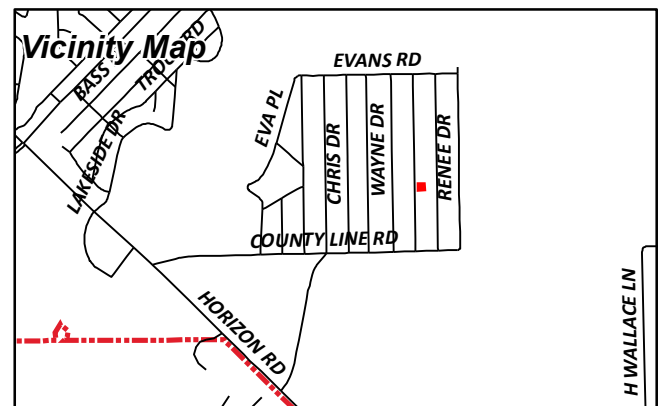 Vicinity Map
EVANS RD
BASS
TROUT RD
EVA PL
LAKESIDE DR
CHRIS DR
WAYNE DR
RENEE DR
COUNTY LINE RD
HORIZON RD
H WALLACE LN